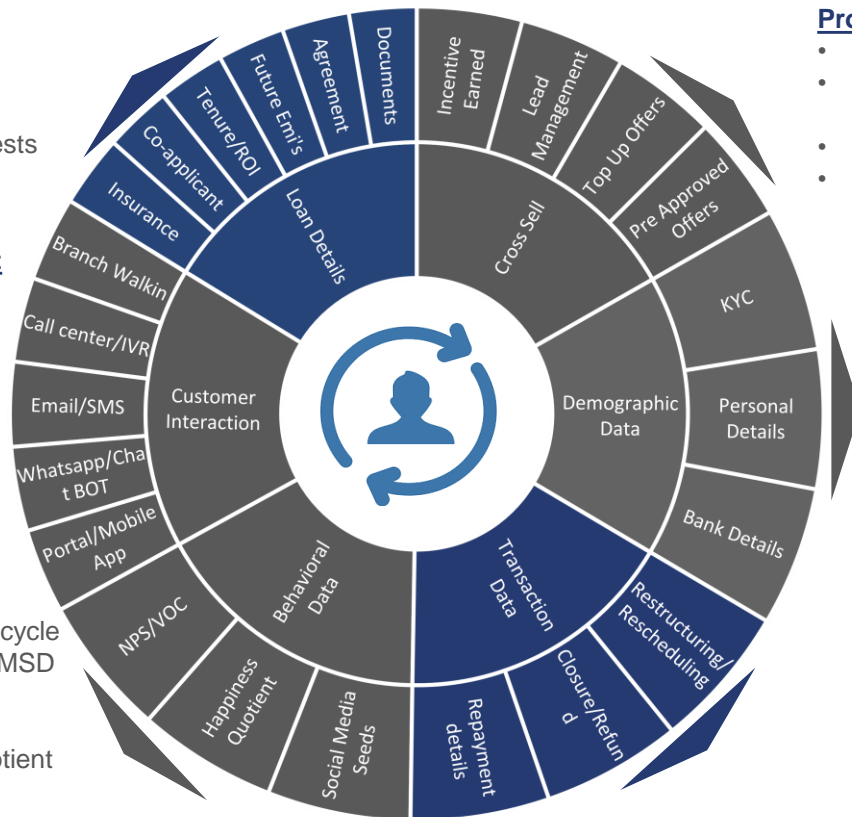 Pro
ests
:
cycle
MSD
otient
Documents
Agreement
Future Emi's
Tenure/ROI
Co-applicant
Insurance
Loan Details
Incentive
Earned
Lead
Management
Top Up Offers
Pre Approved
Offers
Cross Sell
KYC
Personal
Details
Bank Details
Demographic
Data
Restructuring/
Rescheduling
Closure/Refun
d
Repayment
details
Transaction
Data
Social Media
Seeds
Happiness
Quotient
NPS/VOC
Behavioral
Data
Portal/Mobile
App
Whatsapp/Cha
t BOT
Email/SMS
Call center/IVR
Branch Walkin
Customer
Interaction